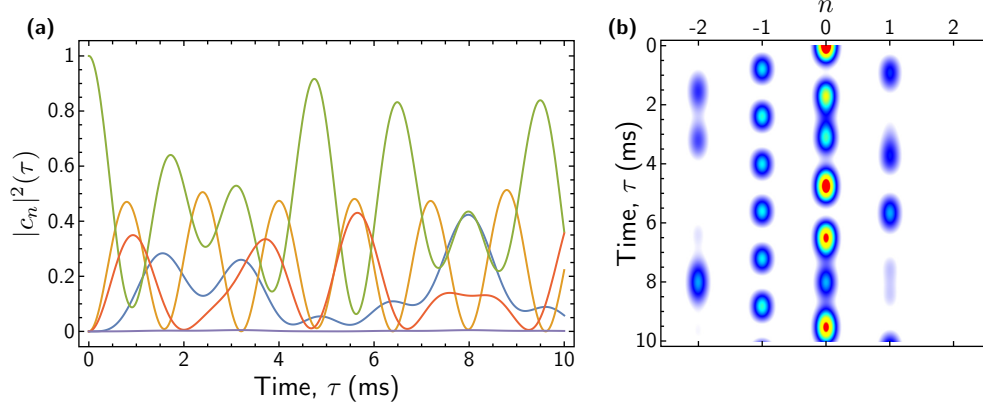 (a)
1
0.8
0.6
0.4
0.2
0
|c_n|^2(τ)
0 2 4 6 8 10
Time, τ (ms)
(b)
n
-2 -1 0 1 2
0
2
4
6
8
10
Time, τ (ms)